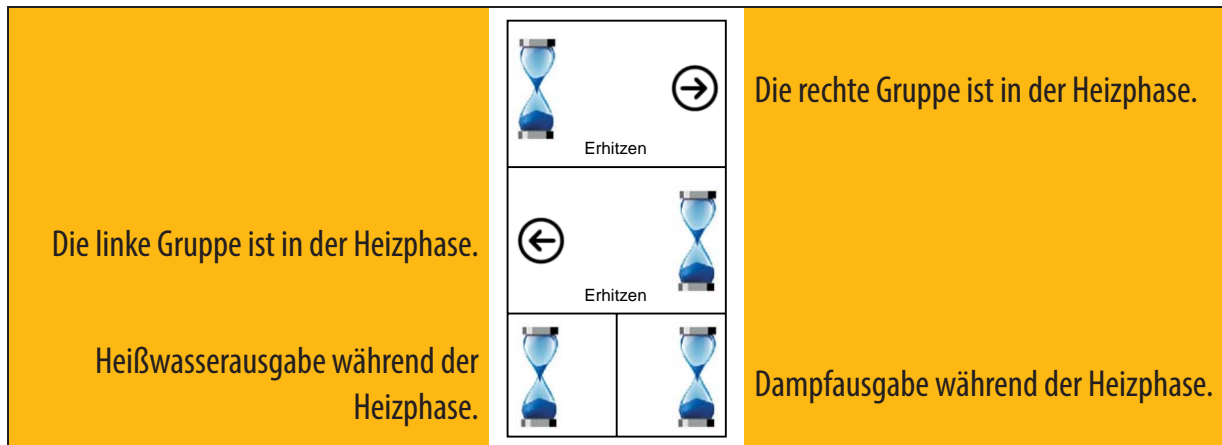 Erhitzen
Die rechte Gruppe ist in der Heizphase.
Die linke Gruppe ist in der Heizphase.
Erhitzen
Heißwasserausgabe während der
Heizphase.
Dampfausgabe während der Heizphase.